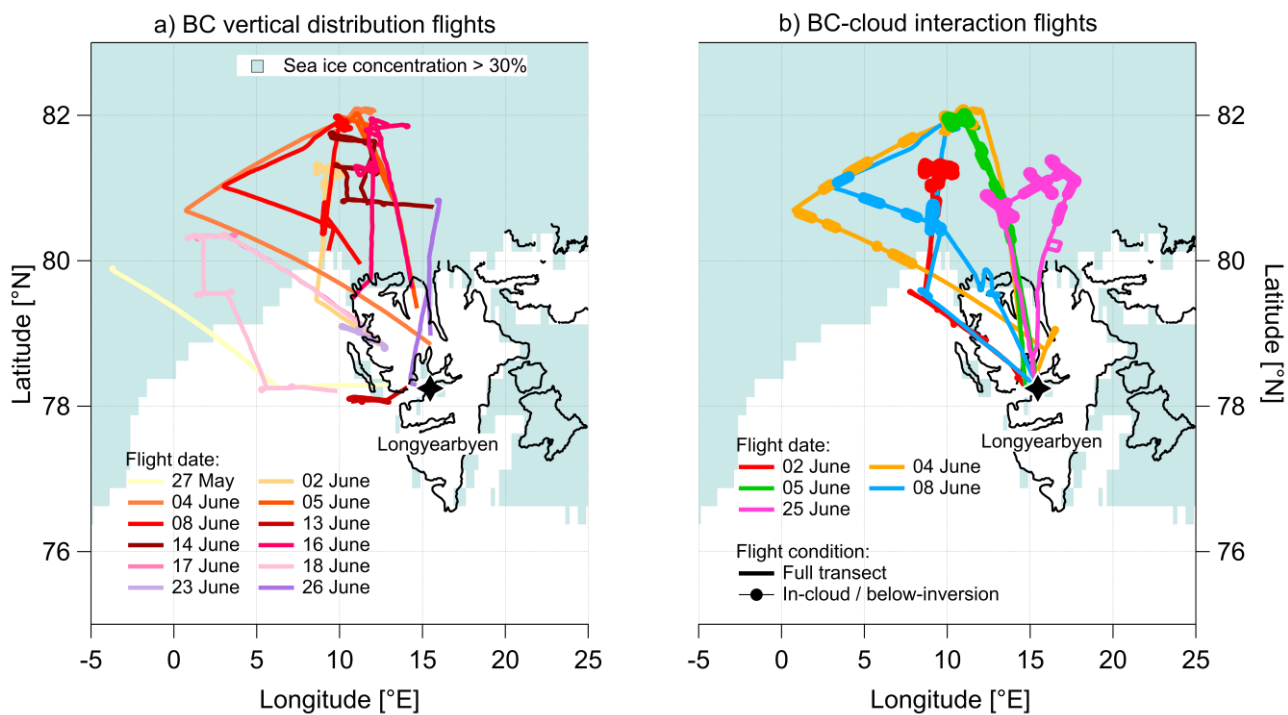 a) BC vertical distribution flights
Sea ice concentration > 30%
82
80
78
76
Latitude [°N]
Longyearbyen
Flight date:
27 May
02 June
04 June
05 June
08 June
13 June
14 June
16 June
17 June
18 June
23 June
26 June
-5
0
5
10
15
20
25
Longitude [°E]
b) BC-cloud interaction flights
82
80
78
76
Latitude [°N]
Longyearbyen
Flight date:
02 June
04 June
05 June
08 June
25 June
Flight condition:
Full transect
In-cloud / below-inversion
-5
0
5
10
15
20
25
Longitude [°E]